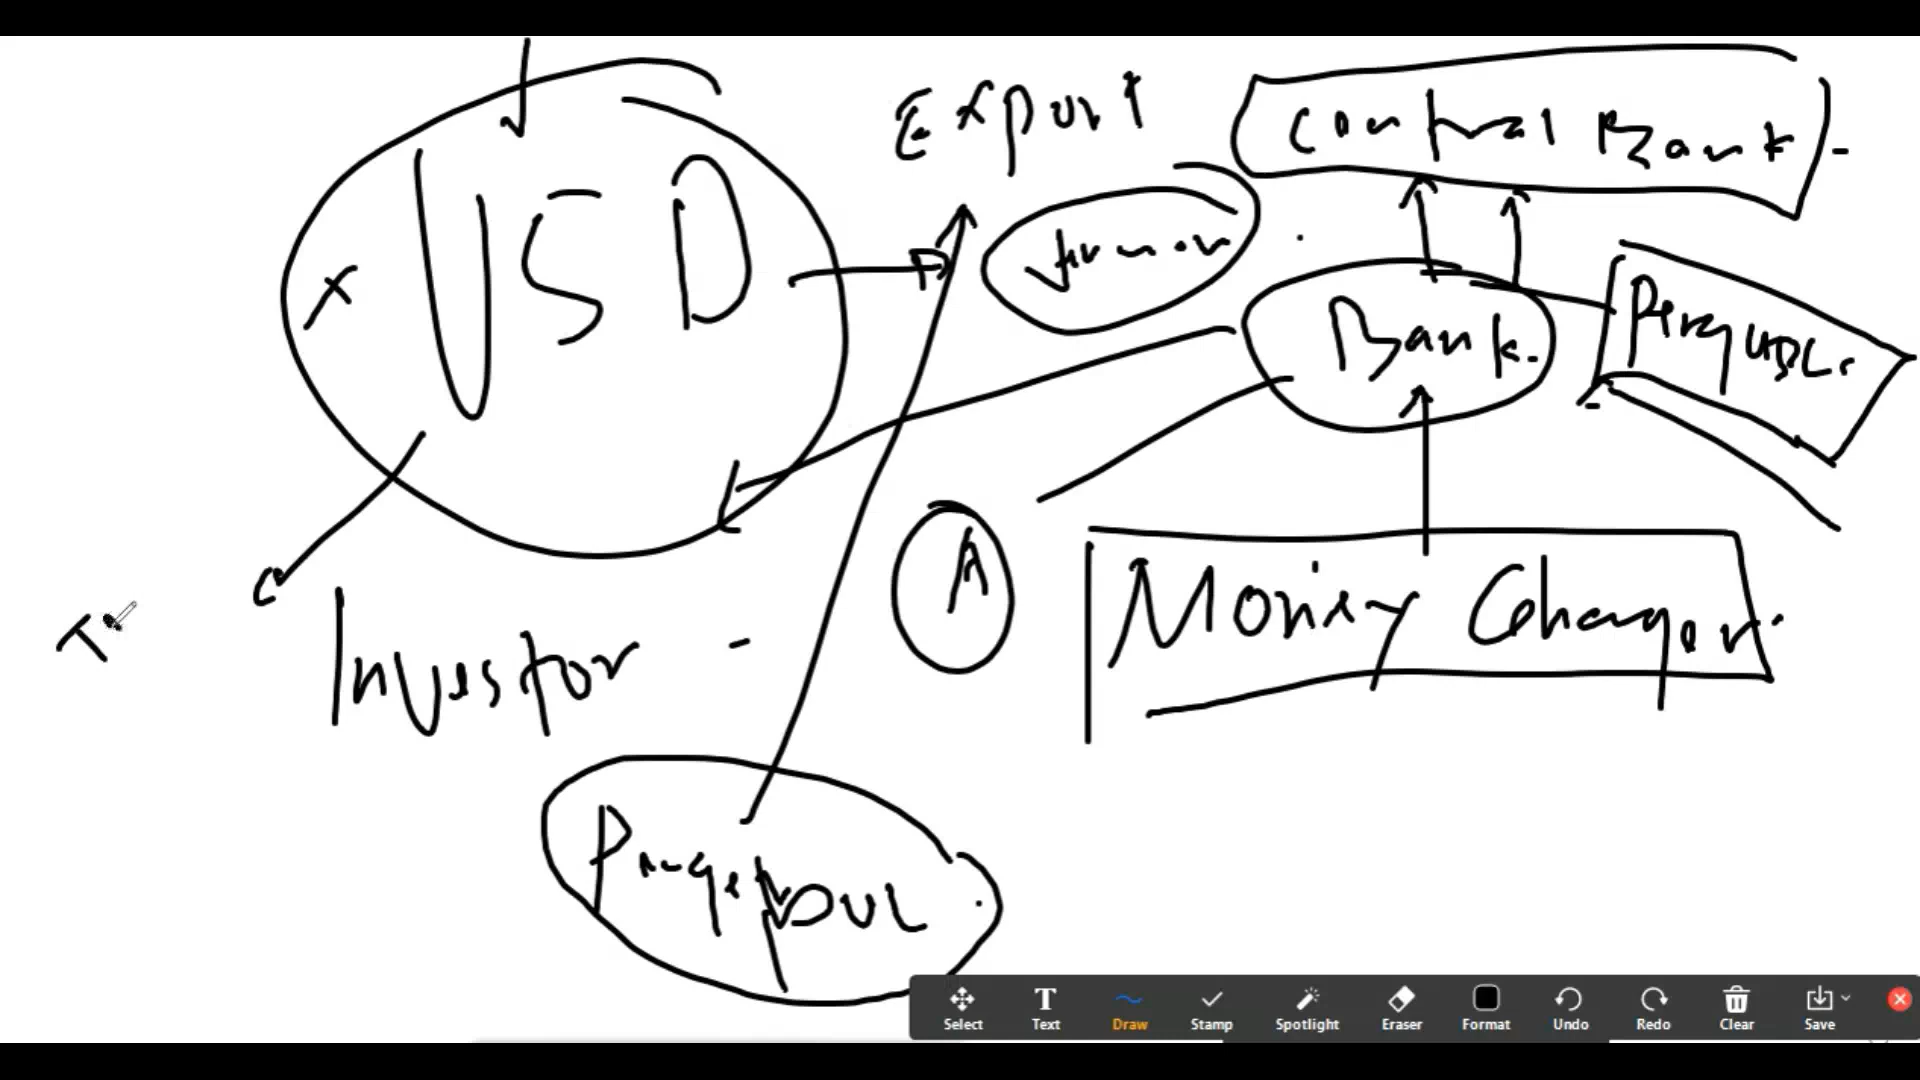 Export
Central Bank
USD
Bank.
A
Money Changer.
Investor
T
Select Text Draw Stamp Spotlight Eraser Format Undo Redo Clear Save